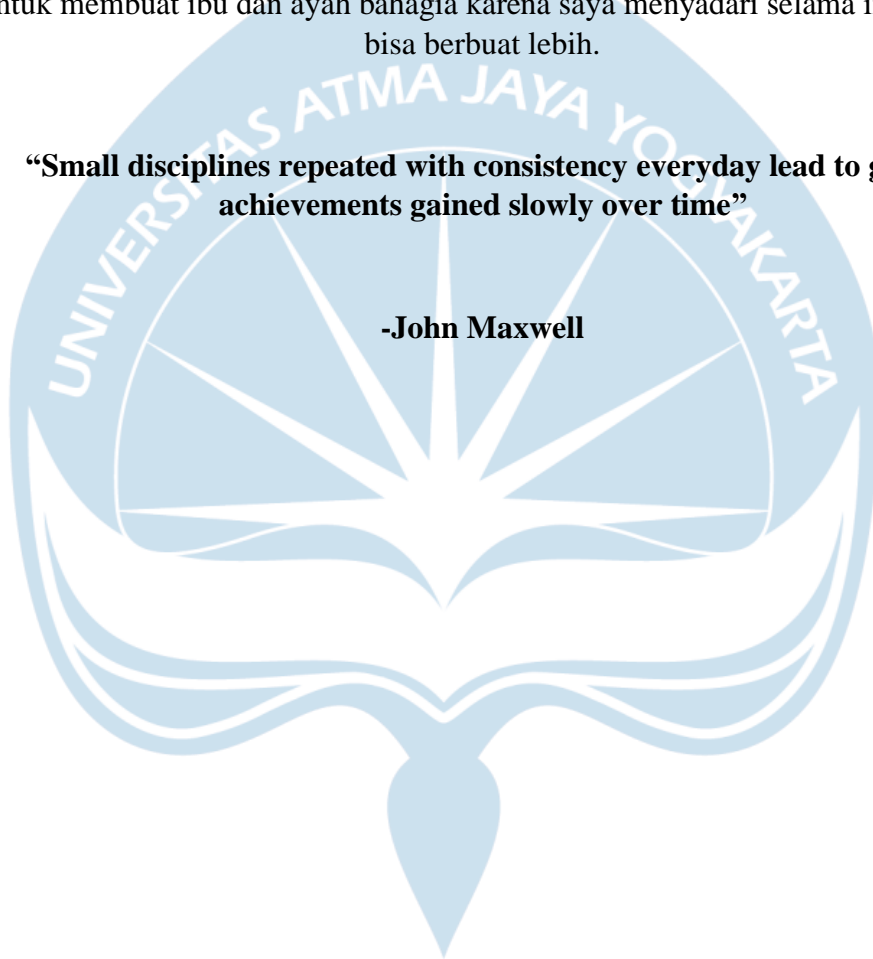 ntuk membuat ibu dan ayah bahagia karena saya menyadari selama
bisa berbuat lebih.
UNIVERSITAS ATMA JAYA YOGYAKARTA
“Small disciplines repeated with consistency everyday lead to
achievements gained slowly over time”
-John Maxwell